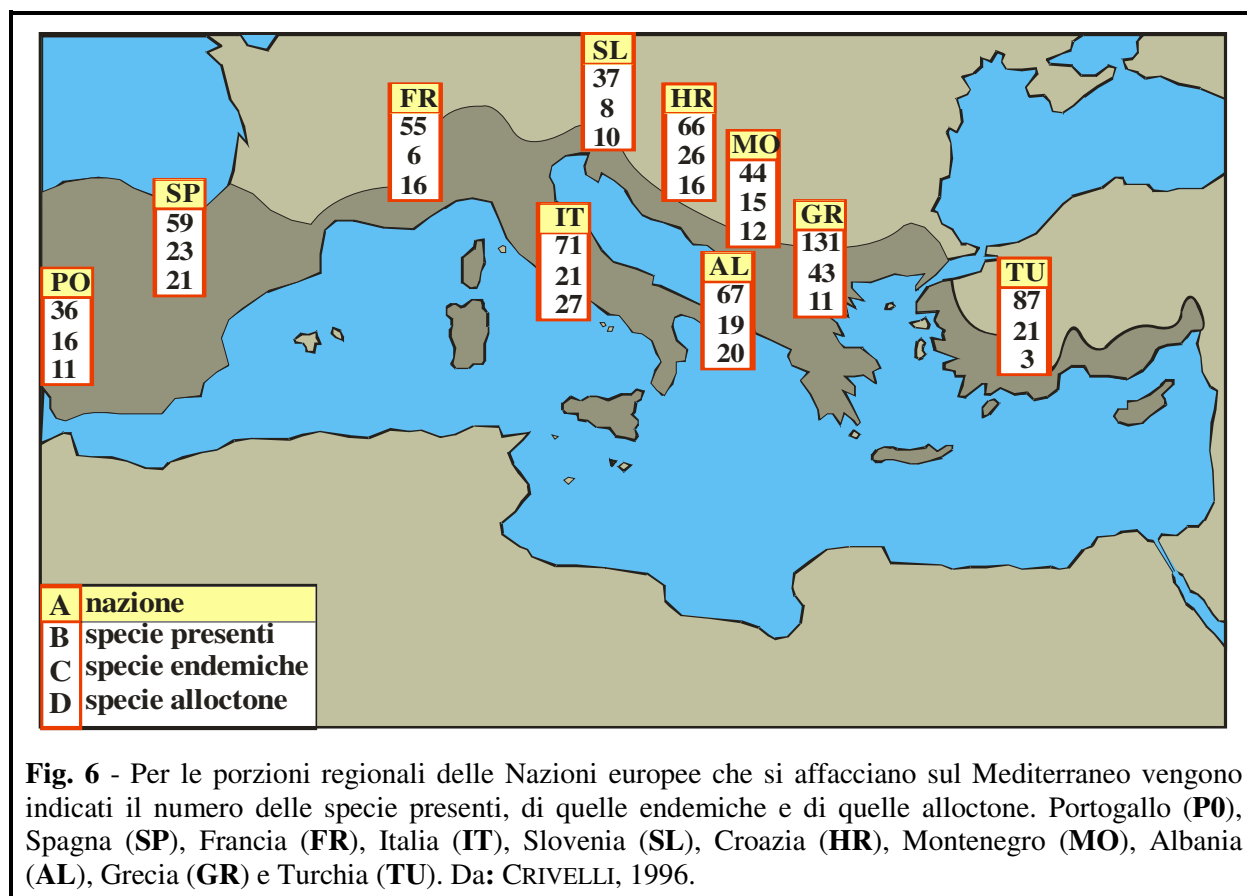 SL
37
8
10
FR
55
6
16
HR
66
26
16
MO
44
15
12
SP
59
23
21
IT
71
21
27
GR
131
43
11
AL
67
19
20
TU
87
21
3
PO
36
16
11
A nazione
B specie presenti
C specie endemiche
D specie alloctone
Fig. 6 - Per le porzioni regionali delle Nazioni europee che si affacciano sul Mediterraneo vengono
indicati il numero delle specie presenti, di quelle endemiche e di quelle alloctone. Portogallo (P0),
Spagna (SP), Francia (FR), Italia (IT), Slovenia (SL), Croazia (HR), Montenegro (MO), Albania
(AL), Grecia (GR) e Turchia (TU). Da: CRIVELLI, 1996.